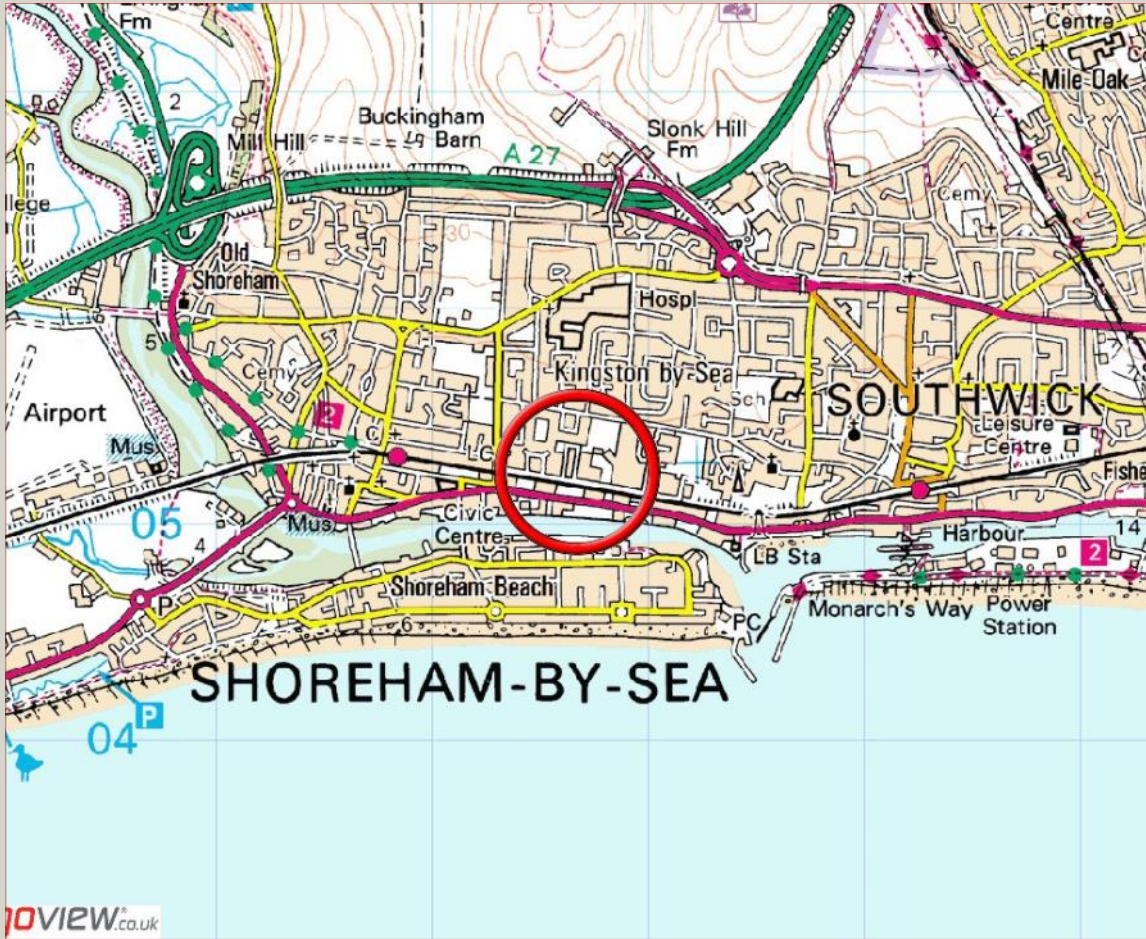 Fm
Centre
Mile Oak
2
Buckingham
Barn
Mill Hill
A 27
Slonk Hill
Fm
llege
Cemy
30
Old
Shoreham
Hospl
5
Cemy
Kingston by-Sea
Sch
SOUTHWICK
Airport
2
Leisure
Centre
Mus
C
LC
Fishe
05
Mus
Civic
Centre
14
4
Harbour
LB Sta
2
Shoreham Beach
P
6
PC
Monarch's Way
Power
Station
SHOREHAM-BY-SEA
P
04
goVIEW.co.uk